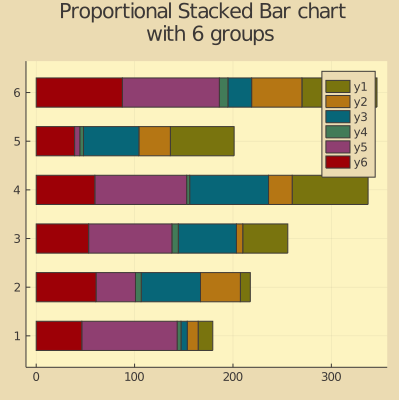 Proportional Stacked Bar chart
with 6 groups
6
5
4
3
2
1
y1
y2
y3
y4
y5
y6
0
100
200
300